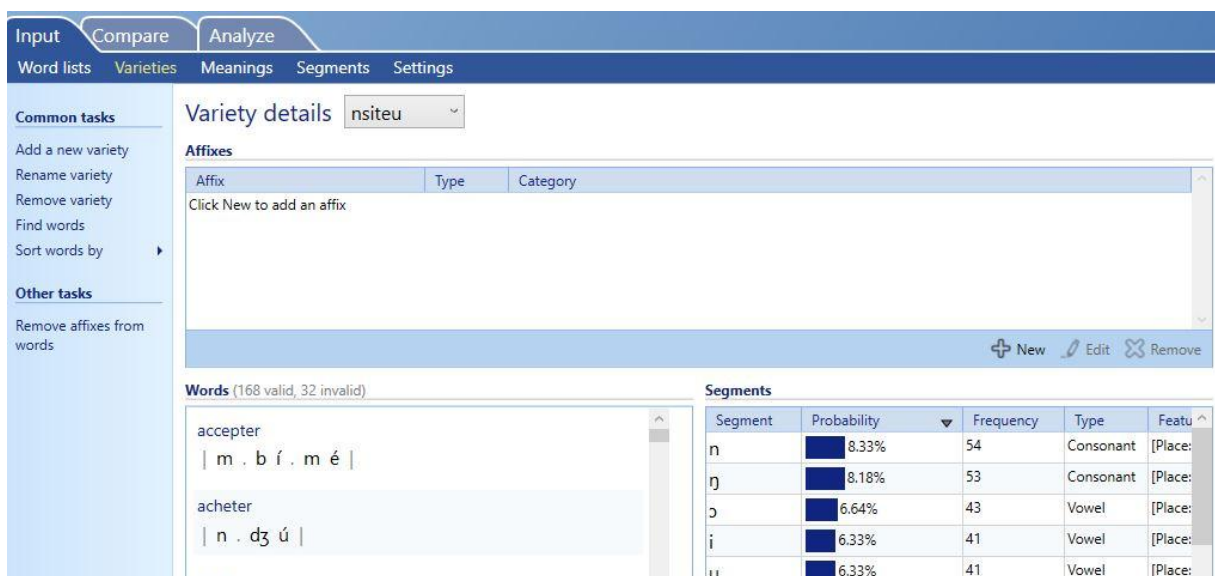 Input Compare Analyze
Word lists Varieties Meanings Segments Settings
Common tasks
Add a new variety
Rename variety
Remove variety
Find words
Sort words by
Other tasks
Remove affixes from
words
Variety details nsiteu
Affixes
Affix Type Category
Click New to add an affix
New Edit Remove
Words (168 valid, 32 invalid)
accepter
| m . b í . m é |
acheter
| n . dʒ ú |
Segments
Segment Probability Frequency Type Featu
n 8.33% 54 Consonant [Place:
ŋ 8.18% 53 Consonant [Place:
ɔ 6.64% 43 Vowel [Place:
i 6.33% 41 Vowel [Place:
6.33% 41 Vowel [Place: